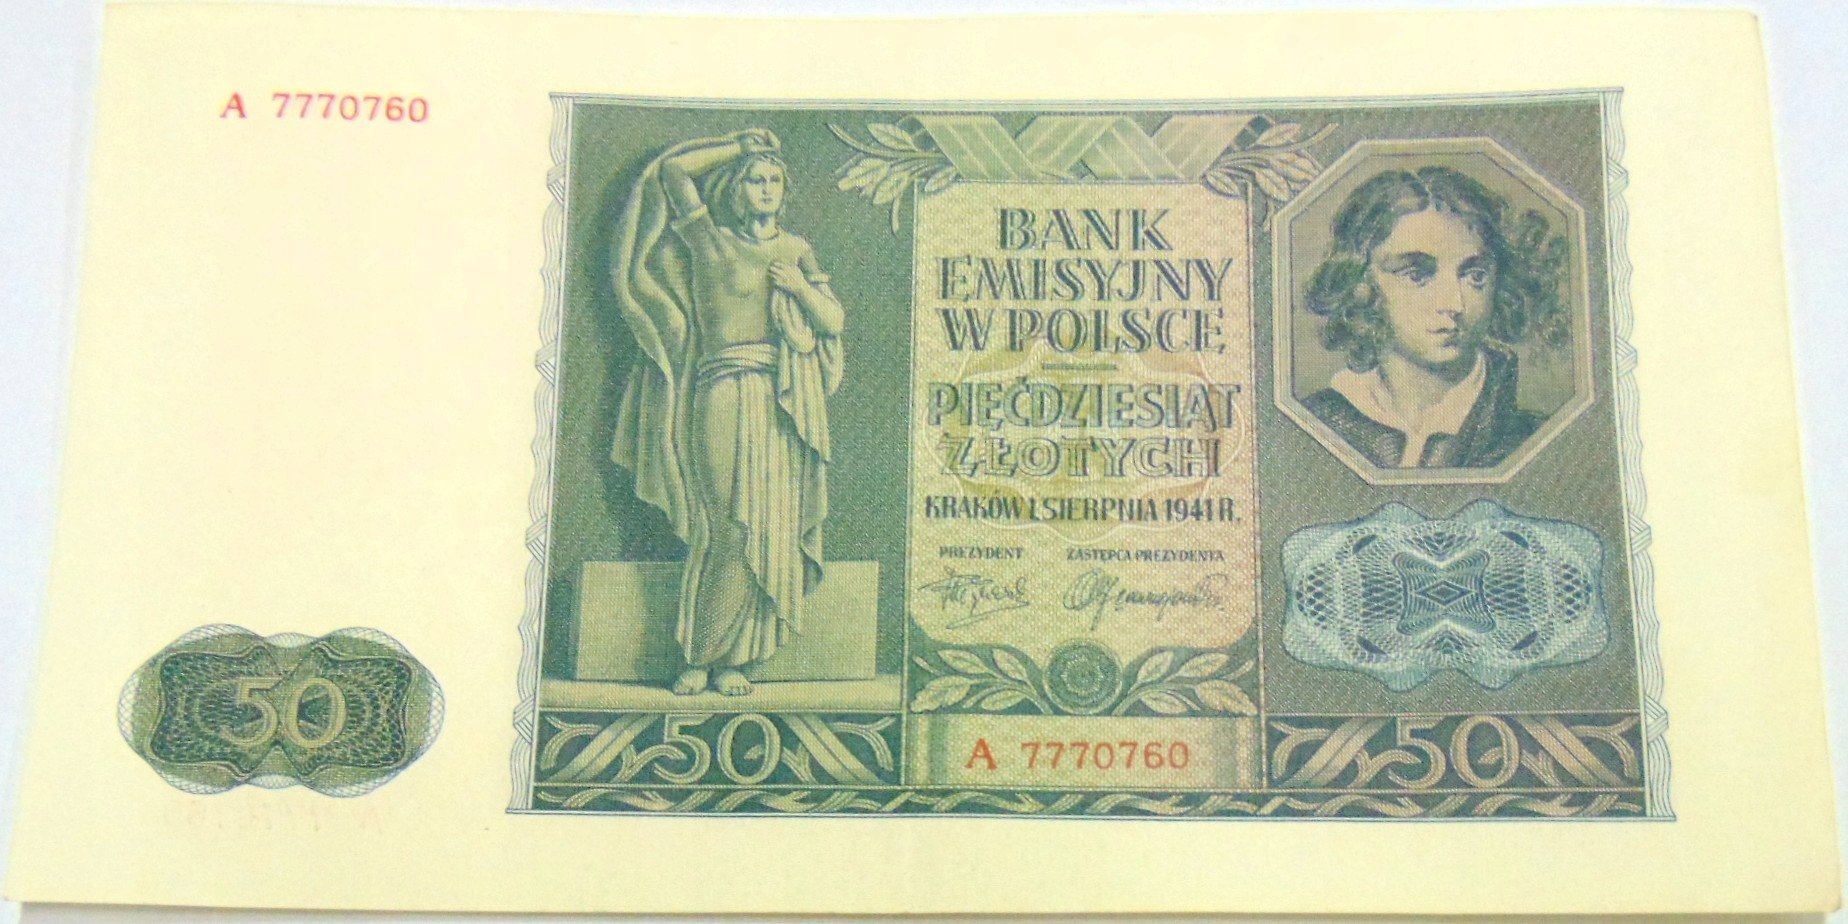 A 7770760
BANK
EMISYJNY
W POLSCE
PIĘĆDZIESIĄT
ZŁOTYCH
KRAKÓW 1 SIERPNIA 1941 R.
PREZYDENT ZASTĘPCA PREZYDENTA
50
50
A 7770760
50